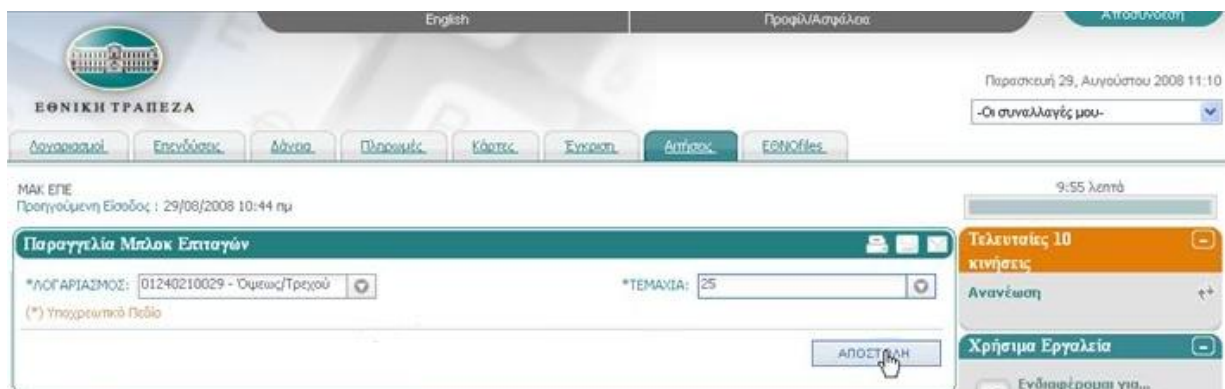 English
Προφίλ/Ασφάλεια
Αποσύνδεση
ΕΘΝΙΚΗ ΤΡΑΠΕΖΑ
Παρασκευή 29, Αυγούστου 2008 11:10
-Οι συναλλαγές μου-
Λογαριασμοί Επενδύσεις Δάνεια Πληρωμές Κάρτες Έγκριση Αιτήσεις ΕΘΝΟfiles
ΜΑΚ ΕΠΕ
Προηγούμενη Είσοδος : 29/08/2008 10:44 πμ
9:55 λεπτά
Παραγγελία Μπλοκ Επιταγών
*ΛΟΓΑΡΙΑΣΜΟΣ: 01240210029 - Όψεως/Τρεχού
*ΤΕΜΑΧΙΑ: 25
(*) Υποχρεωτικό Πεδίο
ΑΠΟΣΤΟΛΗ
Τελευταίες 10
κινήσεις
Ανανέωση
Χρήσιμα Εργαλεία
Ενδιαφέρομαι για...